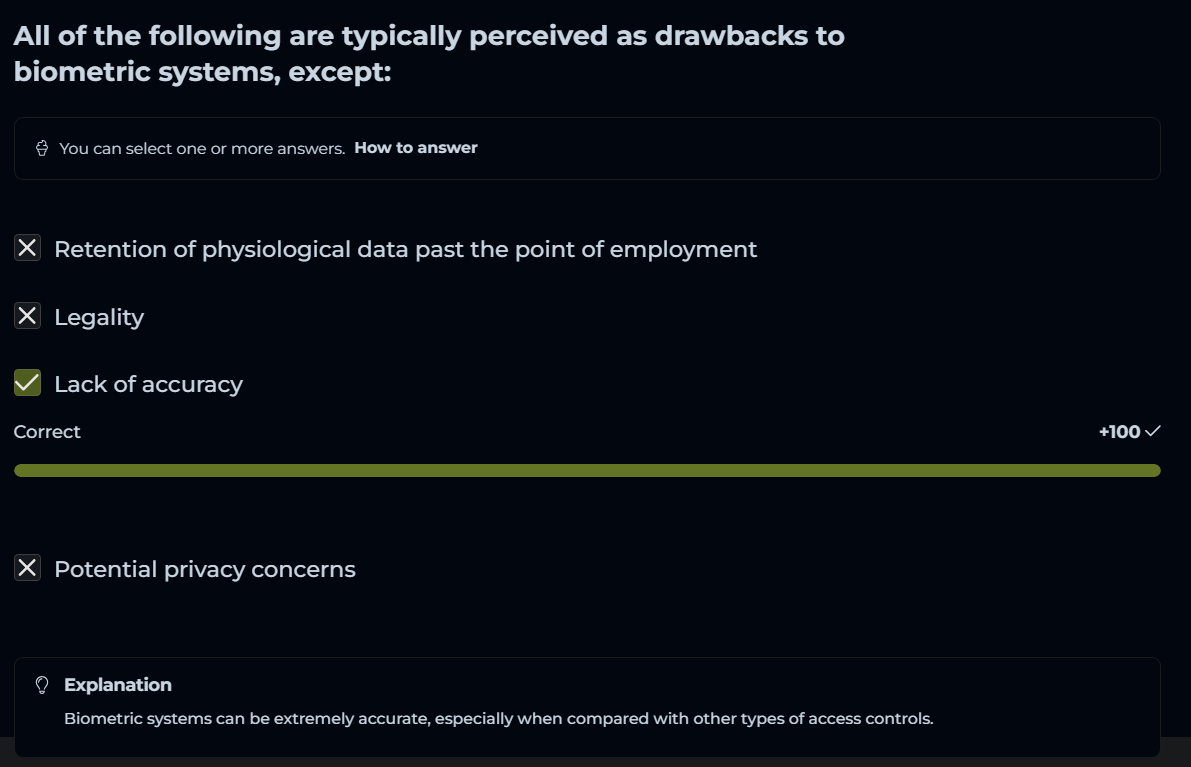 All of the following are typically perceived as drawbacks to
biometric systems, except:
You can select one or more answers. How to answer
Retention of physiological data past the point of employment
Legality
Lack of accuracy
Correct +100
Potential privacy concerns
Explanation
Biometric systems can be extremely accurate, especially when compared with other types of access controls.